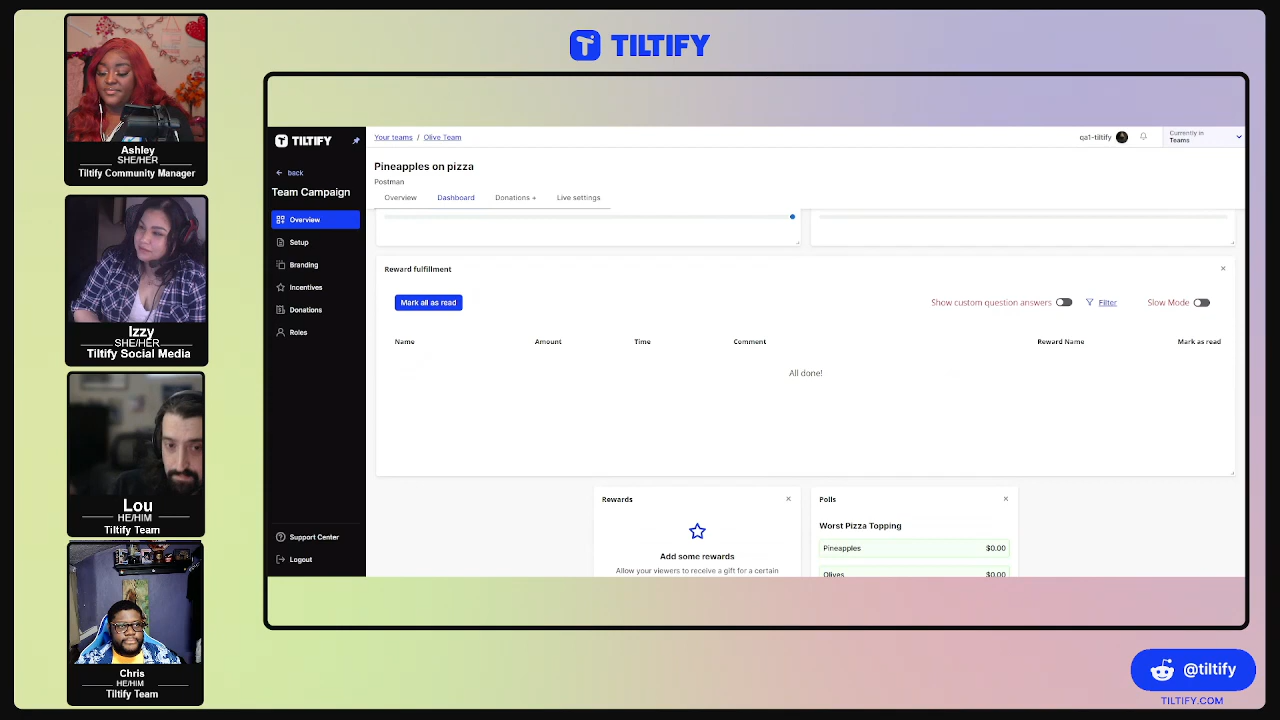 TILTIFY
Ashley
SHE/HER
Tiltify Community Manager
Izzy
SHE/HER
Tiltify Social Media
Lou
HE/HIM
Tiltify Team
Chris
HE/HIM
Tiltify Team
TILTIFY
back
Team Campaign
Overview
Setup
Branding
Incentives
Donations
Roles
Support Center
Logout
Your teams / Olive Team
qa1-tiltify
Currently in
Teams
Pineapples on pizza
Postman
Overview Dashboard Donations + Live settings
Reward fulfillment
Mark all as read
Show custom question answers Filter Slow Mode
Name Amount Time Comment Reward Name Mark as read
All done!
Rewards
Add some rewards
Allow your viewers to receive a gift for a certain
Polls
Worst Pizza Topping
Pineapples $0.00
Olives $0.00
@tiltify
TILTIFY.COM